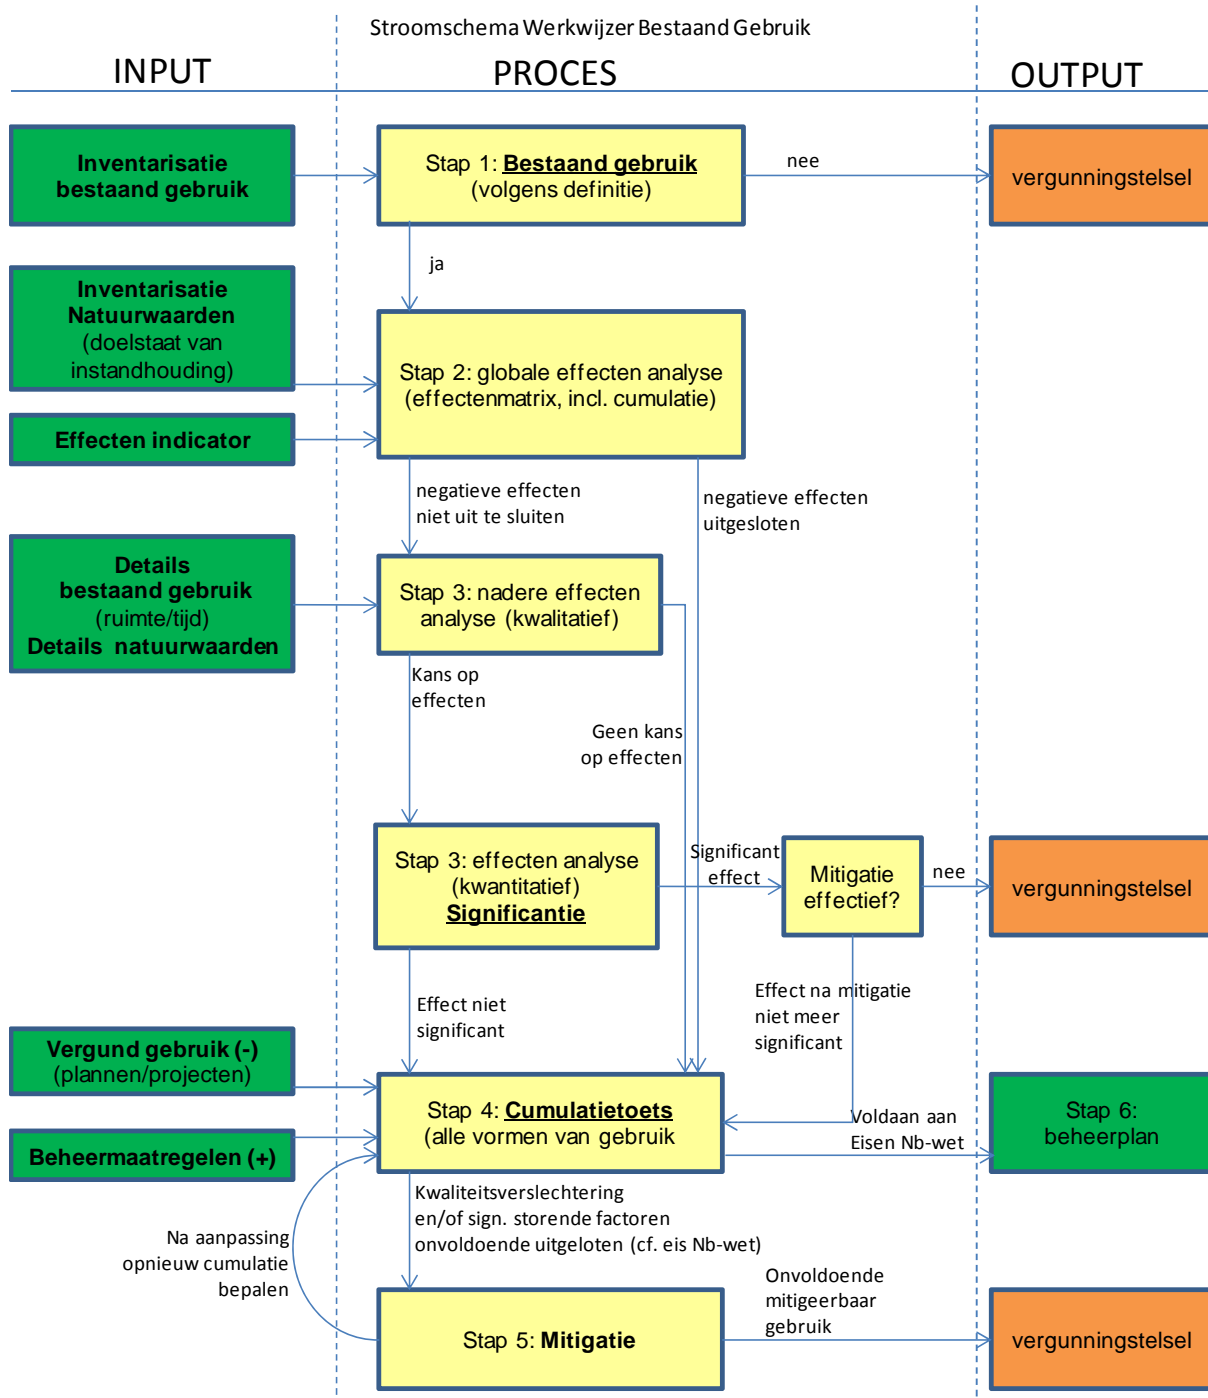 Stroomschema Werkwijzer Bestaand Gebruik
INPUT
PROCES
OUTPUT
Inventarisatie
bestaand gebruik
Stap 1: Bestaand gebruik
(volgens definitie)
nee
vergunningstelsel
ja
Inventarisatie
Natuurwaarden
(doelstaat van
instandhouding)
Stap 2: globale effecten analyse
(effectenmatrix, incl. cumulatie)
Effecten indicator
negatieve effecten
niet uit te sluiten
negatieve effecten
uitgesloten
Details
bestaand gebruik
(ruimte/tijd)
Details natuurwaarden
Stap 3: nadere effecten
analyse (kwalitatief)
Kans op
effecten
Geen kans
op effecten
Stap 3: effecten analyse
(kwantitatief)
Significantie
Significant
effect
Mitigatie
effectief?
nee
vergunningstelsel
Effect niet
significant
Effect na mitigatie
niet meer
significant
Vergund gebruik (-)
(plannen/projecten)
Beheermaatregelen (+)
Stap 4: Cumulatietoets
(alle vormen van gebruik
Voldaan aan
Eisen Nb-wet
Stap 6:
beheerplan
Kwaliteitsverslechtering
en/of sign. storende factoren
onvoldoende uitgeloten (cf. eis Nb-wet)
Na aanpassing
opnieuw cumulatie
bepalen
Stap 5: Mitigatie
Onvoldoende
mitigeerbaar
gebruik
vergunningstelsel